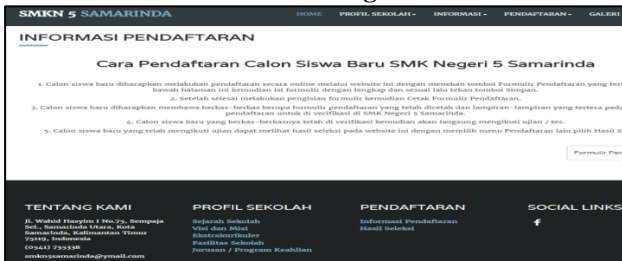 SMKN 5 SAMARINDA
HOME PROFIL SEKOLAH INFORMASI PENDAFTARAN GALERI
INFORMASI PENDAFTARAN
Cara Pendaftaran Calon Siswa Baru SMK Negeri 5 Samarinda
1. Calon siswa baru diharapkan melakukan pendaftaran secara online melalui website ini dengan menekan tombol Formulir Pendaftaran yang
bawah halaman ini kemudian isi formulir dengan lengkap dan sesuai lalu tekan tombol Simpan.
2. Setelah selesai melakukan pengisian formulir kemudian Cetak Formulir Pendaftaran.
3. Calon siswa baru diharapkan membawa berkas-berkas berupa formulir pendaftaran yang telah dicetak dan lampiran-lampiran yang tertera pada
pendaftaran untuk di verifikasi di SMK Negeri 5 Samarinda.
4. Calon siswa baru yang berkas-berkasnya telah di verifikasi kemudian akan langsung mengikuti ujian / tes.
5. Calon siswa baru yang telah mengikuti ujian dapat melihat hasil seleksi pada website ini dengan memilih menu Pendaftaran lalu pilih Hasil
Formulir
TENTANG KAMI
Jl. Wahid Hasyim I No.75, Sempaja
Sel., Samarinda Utara, Kota
Samarinda, Kalimantan Timur
75119, Indonesia
(0541) 735338
smkn5samarinda@ymail.com
PROFIL SEKOLAH
Sejarah Sekolah
Visi dan Misi
Ekstrakurikuler
Fasilitas Sekolah
Jurusan / Program Keahlian
PENDAFTARAN
Informasi Pendaftaran
Hasil Seleksi
SOCIAL LINKS